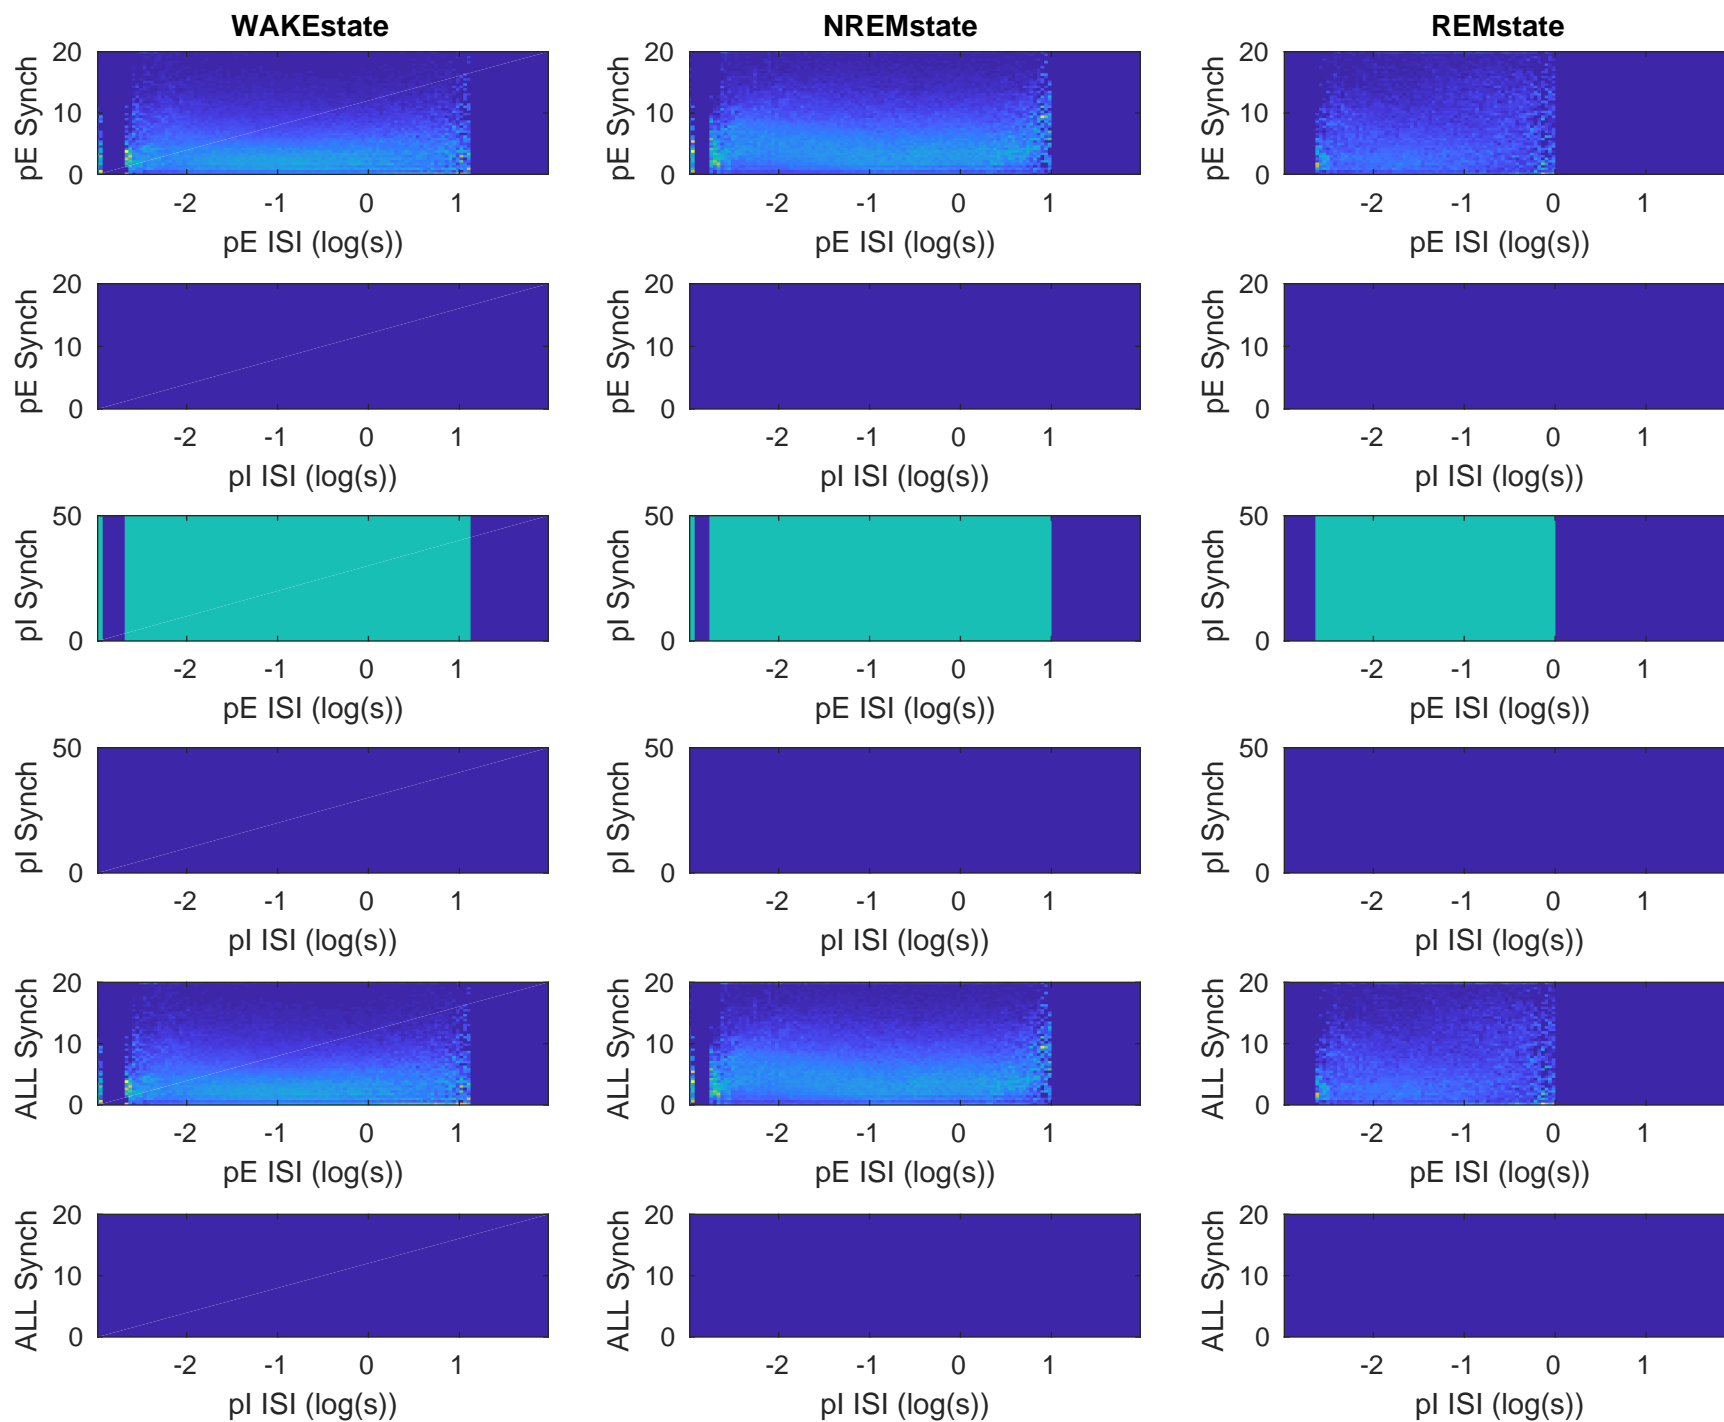 WAKEstate NREMstate REMstate
20 20 20
pE Synch pE Synch pE Synch
10 10 10
0 0 0
-2 -1 0 1 -2 -1 0 1 -2 -1 0 1
pE ISI (log(s)) pE ISI (log(s)) pE ISI (log(s))
20 20 20
pE Synch pE Synch pE Synch
10 10 10
0 0 0
-2 -1 0 1 -2 -1 0 1 -2 -1 0 1
pI ISI (log(s)) pI ISI (log(s)) pI ISI (log(s))
50 50 50
pI Synch pI Synch pI Synch
0 0 0
-2 -1 0 1 -2 -1 0 1 -2 -1 0 1
pE ISI (log(s)) pE ISI (log(s)) pE ISI (log(s))
50 50 50
pI Synch pI Synch pI Synch
0 0 0
-2 -1 0 1 -2 -1 0 1 -2 -1 0 1
pI ISI (log(s)) pI ISI (log(s)) pI ISI (log(s))
20 20 20
ALL Synch ALL Synch ALL Synch
10 10 10
0 0 0
-2 -1 0 1 -2 -1 0 1 -2 -1 0 1
pE ISI (log(s)) pE ISI (log(s)) pE ISI (log(s))
20 20 20
ALL Synch ALL Synch ALL Synch
10 10 10
0 0 0
-2 -1 0 1 -2 -1 0 1 -2 -1 0 1
pI ISI (log(s)) pI ISI (log(s)) pI ISI (log(s))